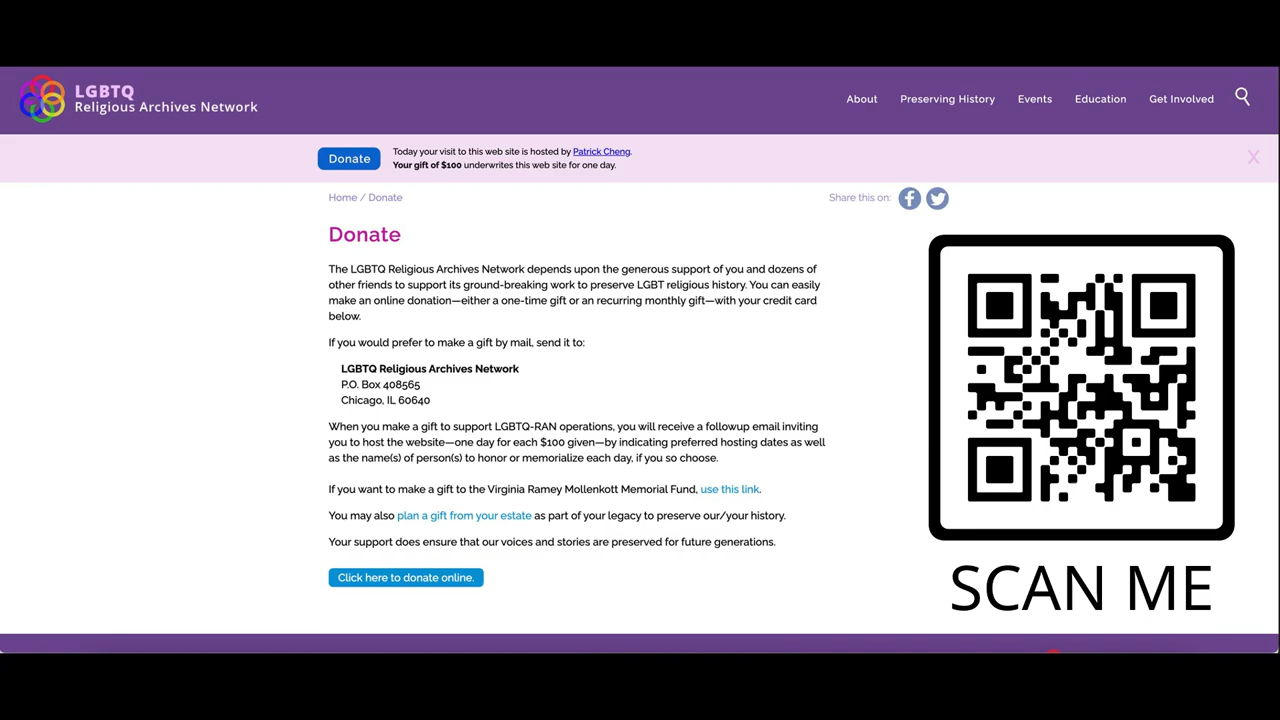 LGBTQ
Religious Archives Network
About Preserving History Events Education Get Involved
Donate
Today your visit to this web site is hosted by Patrick Cheng.
Your gift of $100 underwrites this web site for one day.
X
Home / Donate
Share this on:
Donate
The LGBTQ Religious Archives Network depends upon the generous support of you and dozens of
other friends to support its ground-breaking work to preserve LGBT religious history. You can easily
make an online donation—either a one-time gift or an recurring monthly gift—with your credit card
below.
If you would prefer to make a gift by mail, send it to:
LGBTQ Religious Archives Network
P.O. Box 408565
Chicago, IL 60640
When you make a gift to support LGBTQ-RAN operations, you will receive a followup email inviting
you to host the website—one day for each $100 given—by indicating preferred hosting dates as well
as the name(s) of person(s) to honor or memorialize each day, if you so choose.
If you want to make a gift to the Virginia Ramey Mollenkott Memorial Fund, use this link.
You may also plan a gift from your estate as part of your legacy to preserve our/your history.
Your support does ensure that our voices and stories are preserved for future generations.
Click here to donate online.
SCAN ME